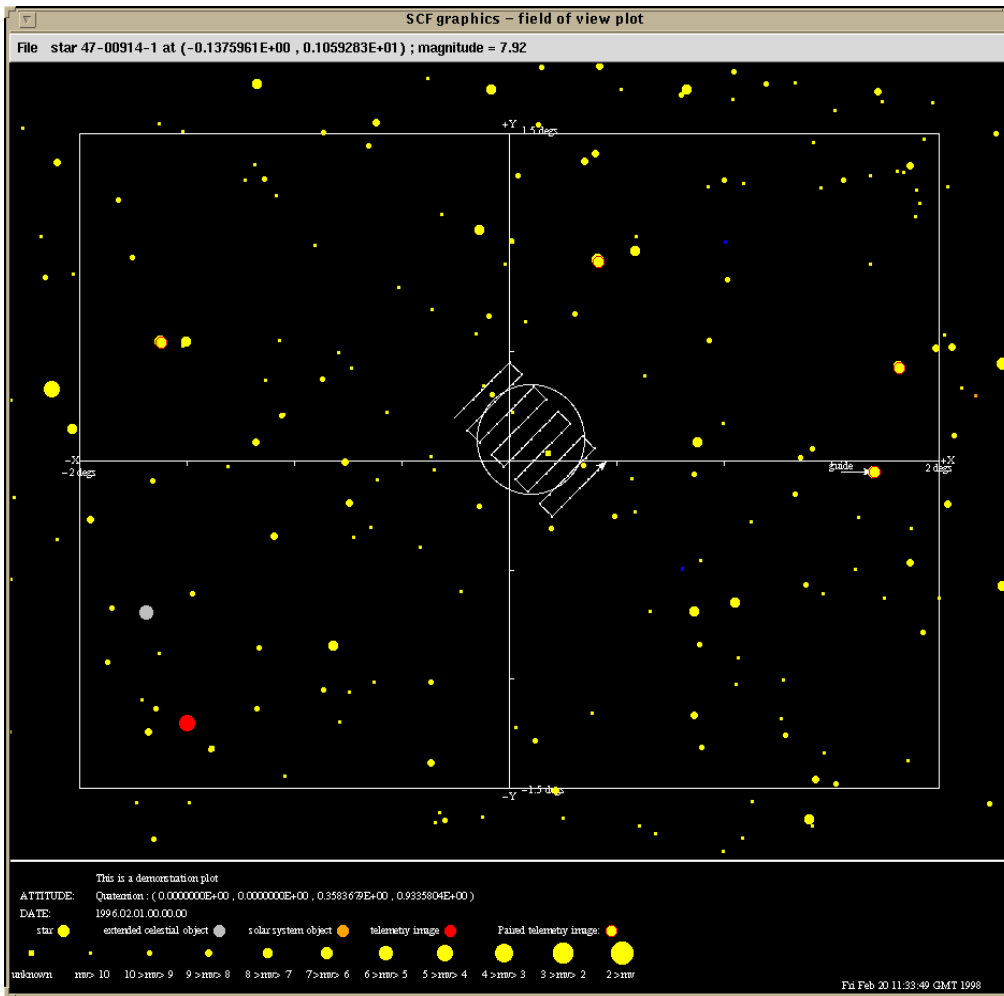 SCF graphics – field of view plot
File star 47-00914-1 at (-0.1375961E+00 , 0.1059283E+01) ; magnitude = 7.92
+Y 1.5 degs
-X
-2 degs
guide
+X
2 degs
-Y -1.5 degs
This is a demonstration plot
ATTITUDE: Quaternion : ( 0.0000000E+00 , 0.0000000E+00 , 0.3583679E+00 , 0.9335804E+00 )
DATE: 1996.02.01.00.00.00
star extended celestial object solar system object telemetry image Paired telemetry image:
unknown mv> 10 10 >mv> 9 9 >mv> 8 8 >mv> 7 7>mv> 6 6 >mv> 5 5 >mv> 4 4 >mv> 3 3 >mv> 2 2 >mv
Fri Feb 20 11:33:49 GMT 1998